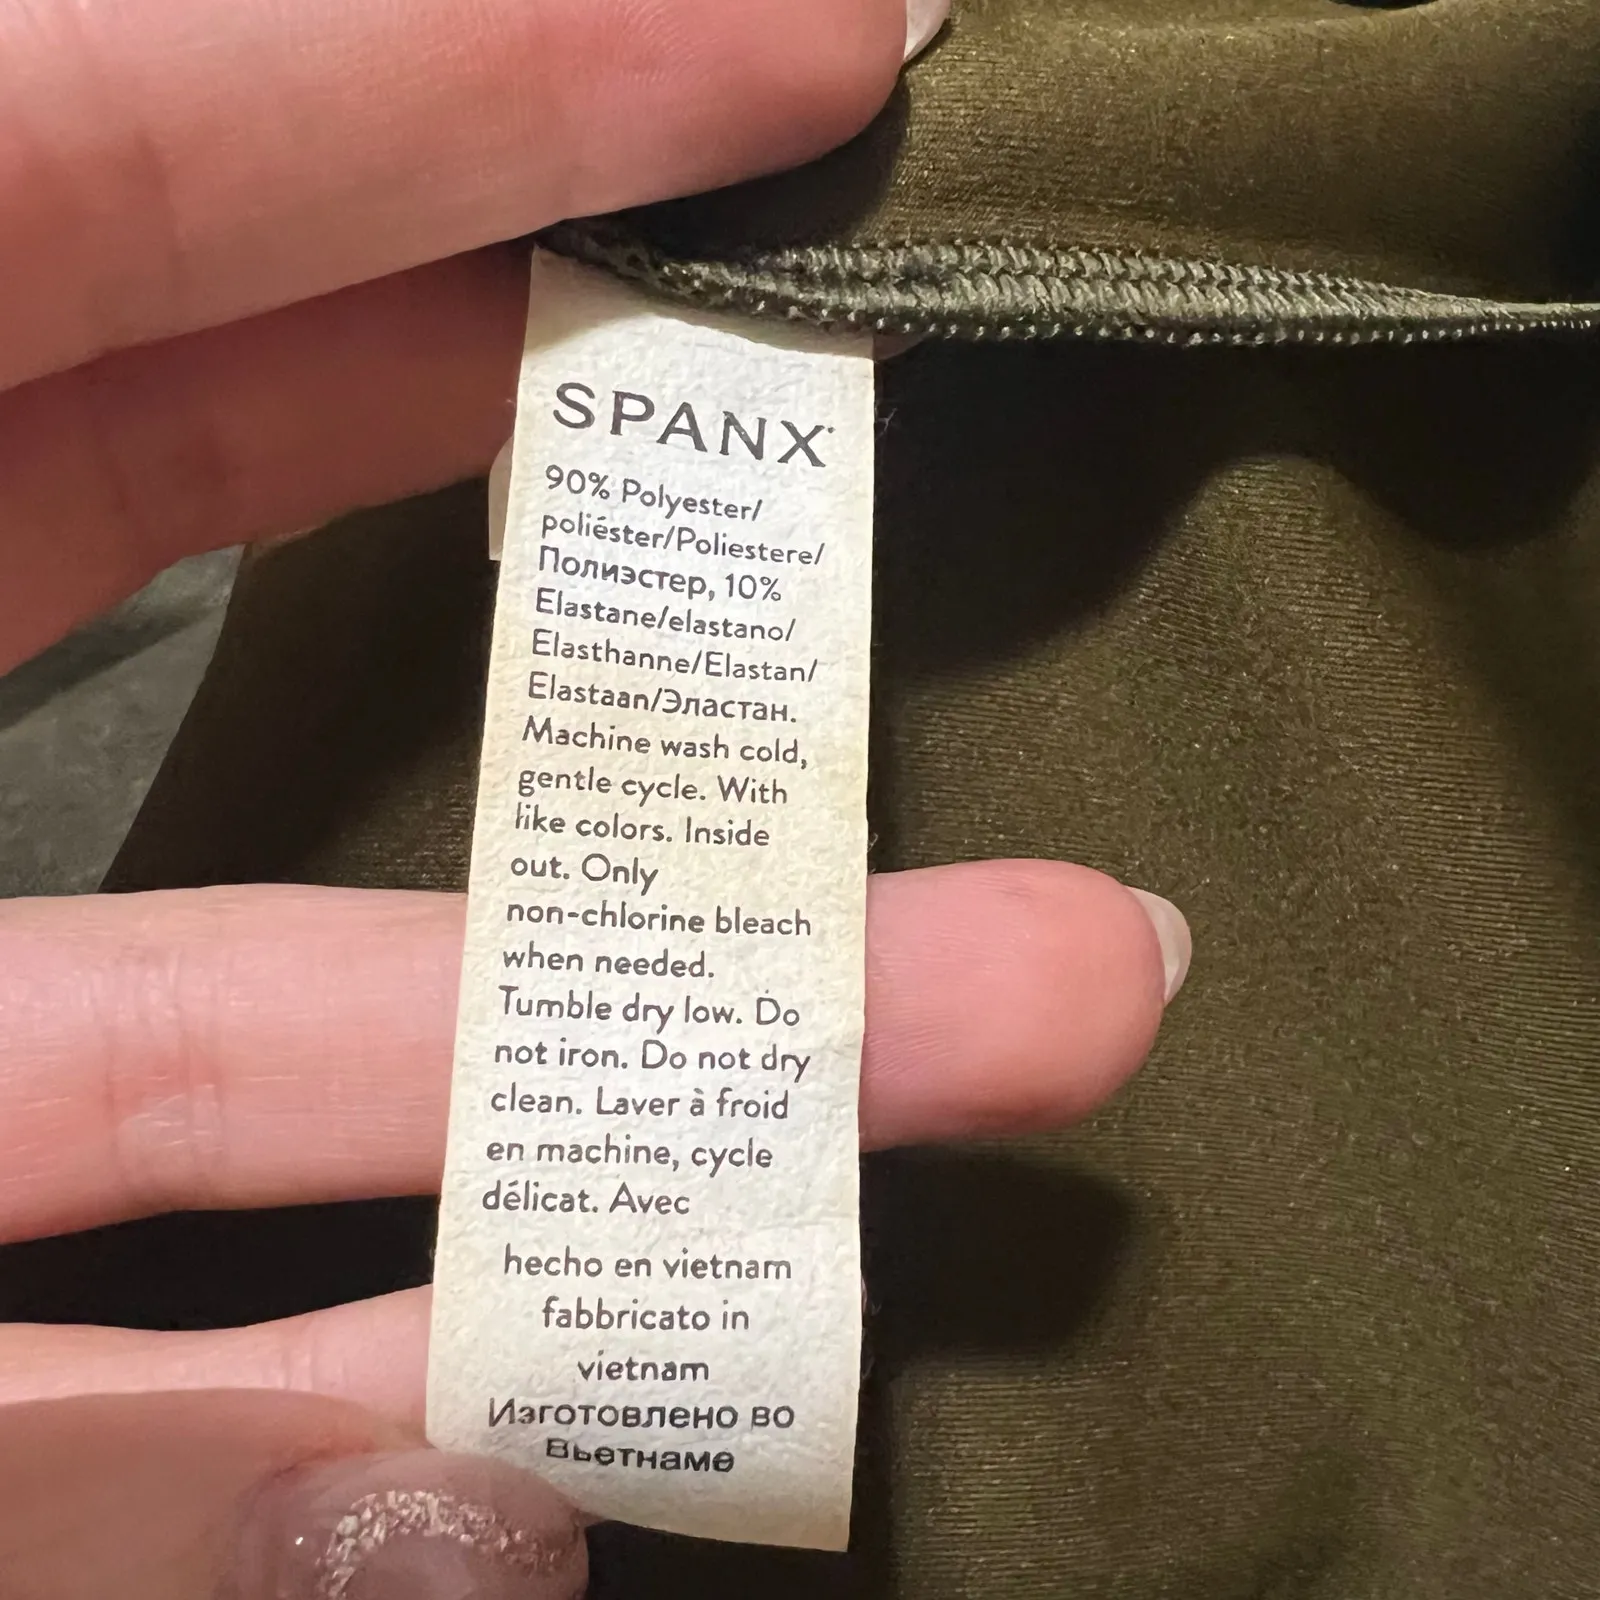 SPANX
90% Polyester/
poliéster/Poliestere/
Полиэстер, 10%
Elastane/elastano/
Elasthanne/Elastan/
Elastaan/Эластан.
Machine wash cold,
gentle cycle. With
like colors. Inside
out. Only
non-chlorine bleach
when needed.
Tumble dry low. Do
not iron. Do not dry
clean. Laver à froid
en machine, cycle
délicat. Avec
hecho en vietnam
fabbricato in
vietnam
Изготовлено во
Вьетнаме